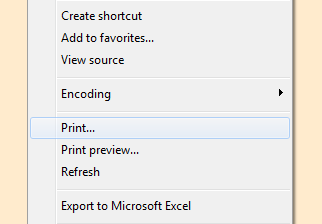 Create shortcut
Add to favorites...
View source
Encoding
Print...
Print preview...
Refresh
Export to Microsoft Excel